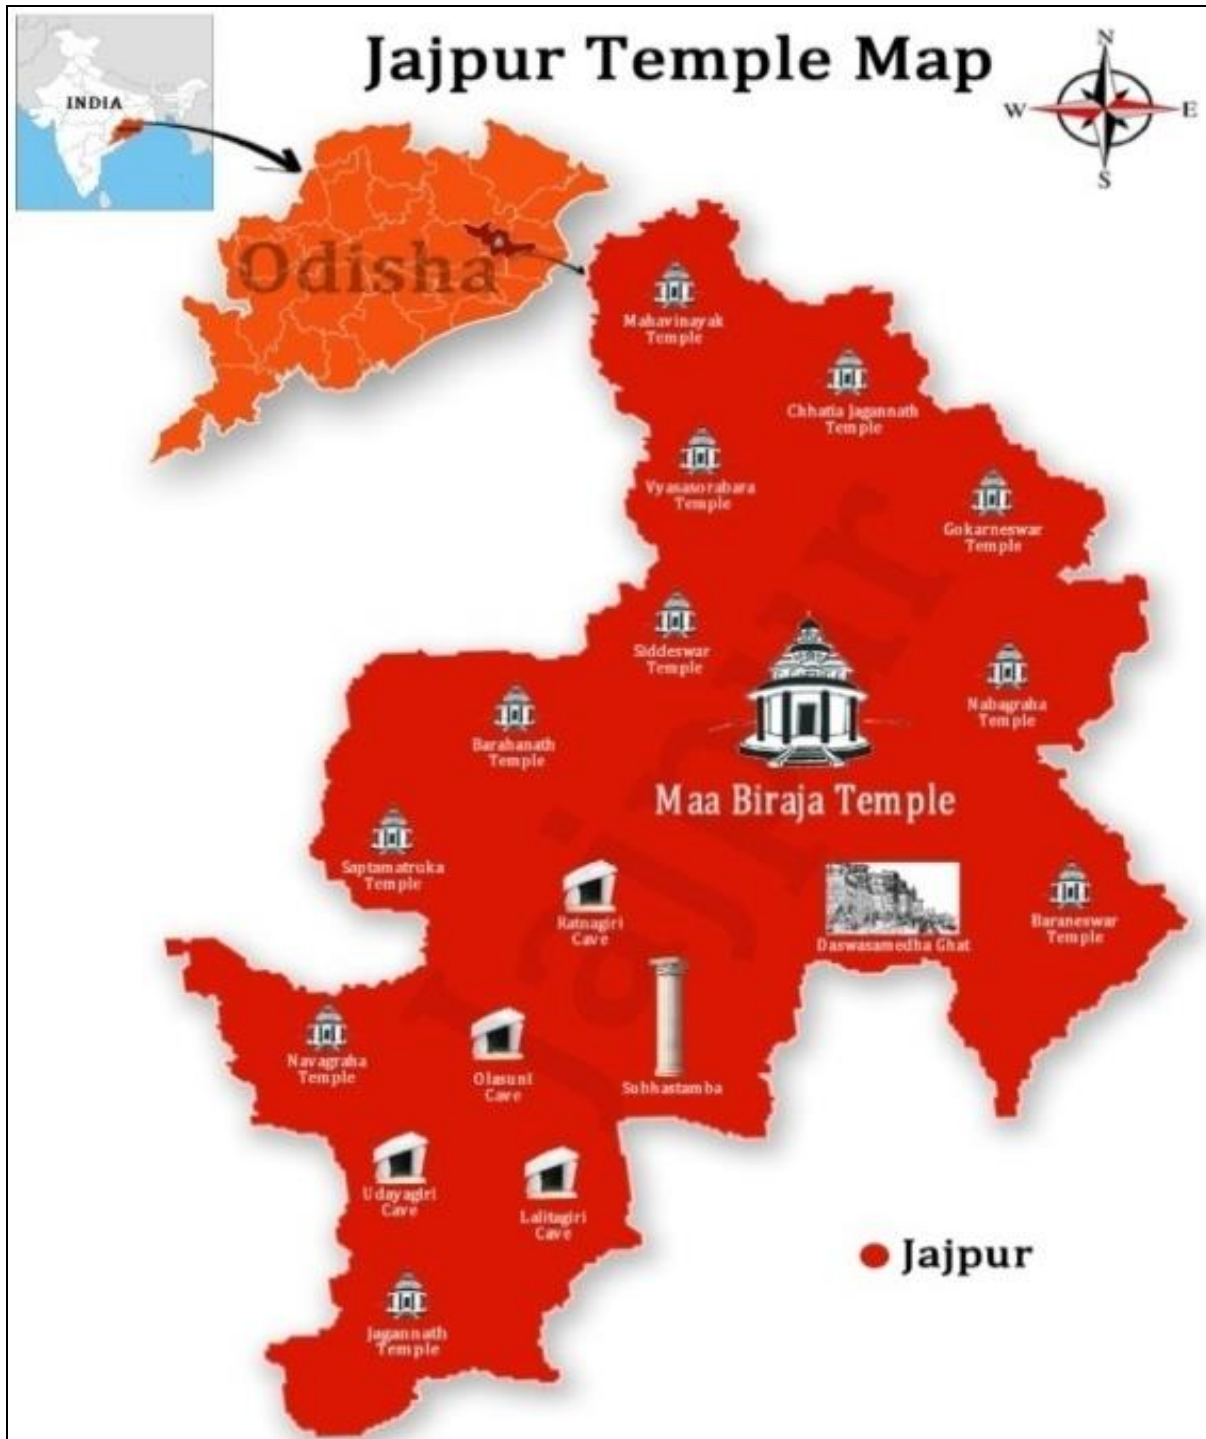 Jajpur Temple Map
INDIA
N
W
E
S
Odisha
Mahavinayak
Temple
Chhatia Jagannath
Temple
Vyasasorabara
Temple
Gokarneswar
Temple
Siddeswar
Temple
Nabagraha
Temple
Barahanath
Temple
Maa Biraja Temple
Saptamatruka
Temple
Ratnagiri
Cave
Daswasamedha Ghat
Baraneswar
Temple
Navagraha
Temple
Olasuni
Cave
Subhastamba
Udayagiri
Cave
Lalitagiri
Cave
Jagannath
Temple
Jajpur
Jajpur